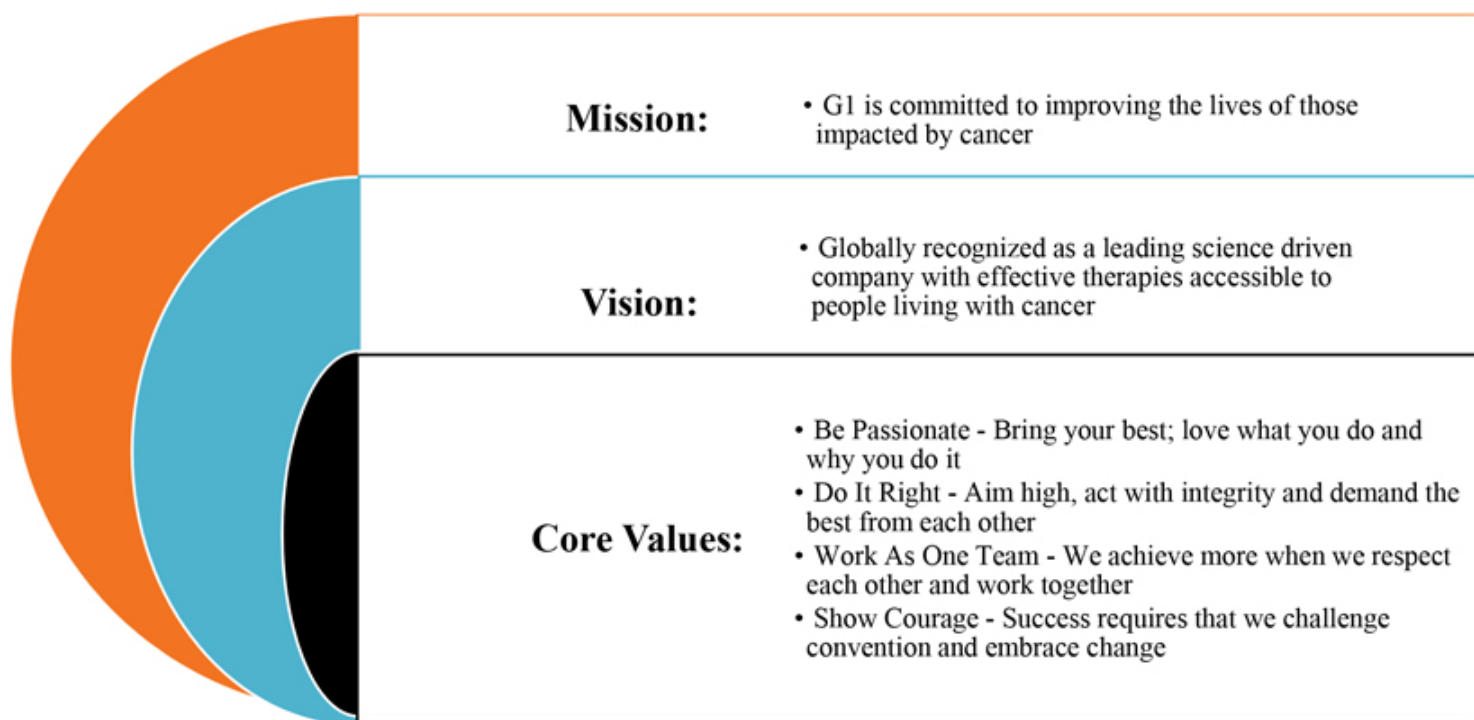 Mission:
• G1 is committed to improving the lives of those
impacted by cancer
Vision:
• Globally recognized as a leading science driven
company with effective therapies accessible to
people living with cancer
Core Values:
• Be Passionate - Bring your best; love what you do and
why you do it
• Do It Right - Aim high, act with integrity and demand the
best from each other
• Work As One Team - We achieve more when we respect
each other and work together
• Show Courage - Success requires that we challenge
convention and embrace change